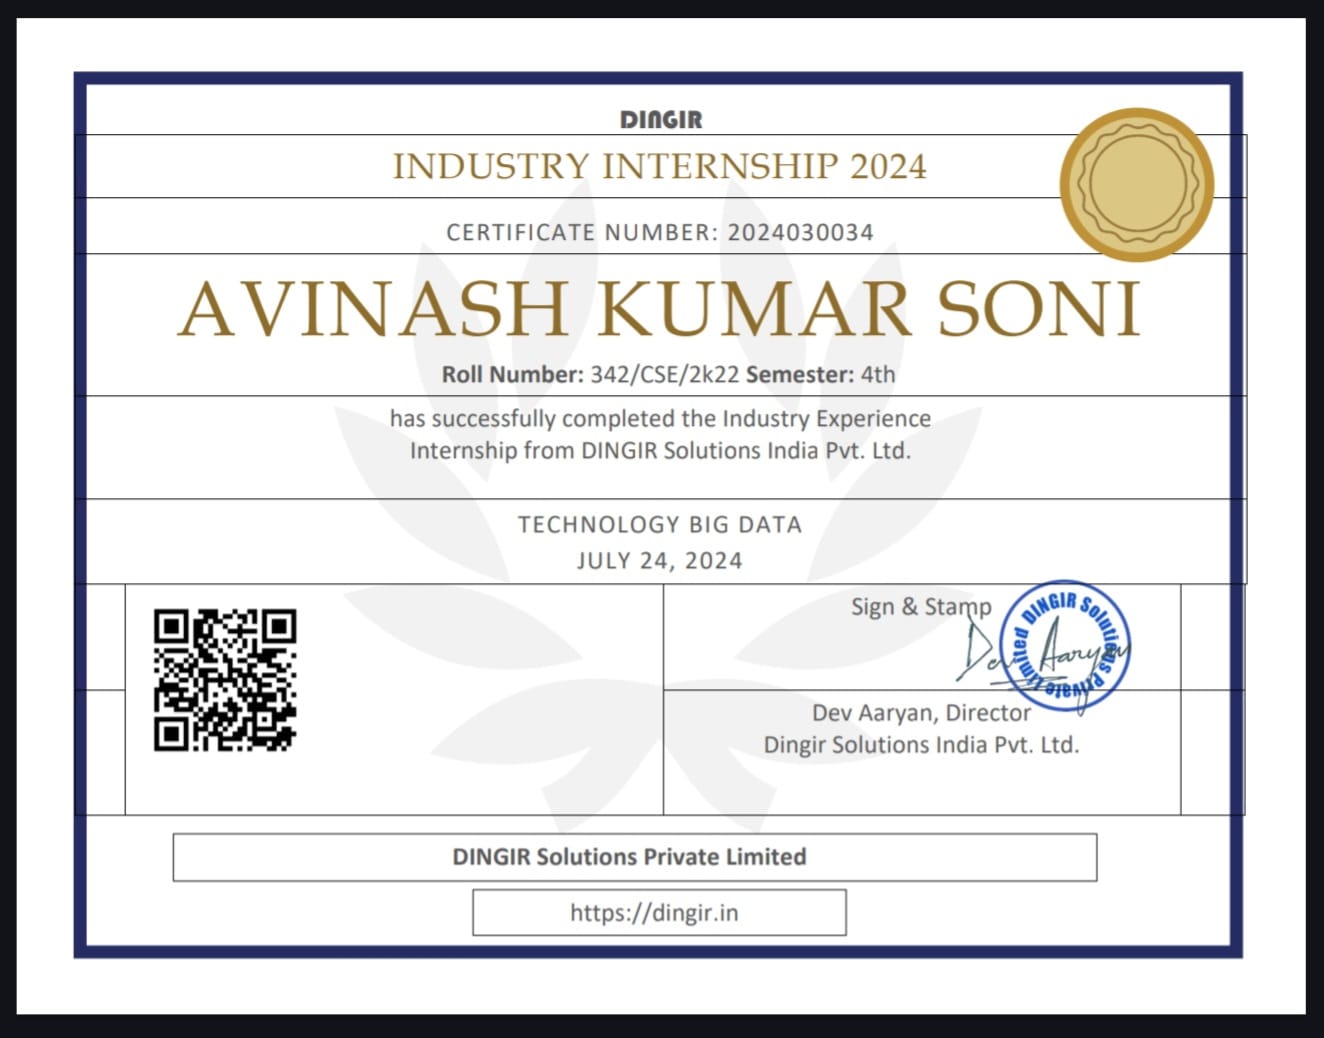 DINGIR
INDUSTRY INTERNSHIP 2024
CERTIFICATE NUMBER: 2024030034
AVINASH KUMAR SONI
Roll Number: 342/CSE/2k22 Semester: 4th
has successfully completed the Industry Experience
Internship from DINGIR Solutions India Pvt. Ltd.
TECHNOLOGY BIG DATA
JULY 24, 2024
Sign & Stamp
DINGIR Solutions Private Limited
Dev Aaryan
Dev Aaryan, Director
Dingir Solutions India Pvt. Ltd.
DINGIR Solutions Private Limited
https://dingir.in